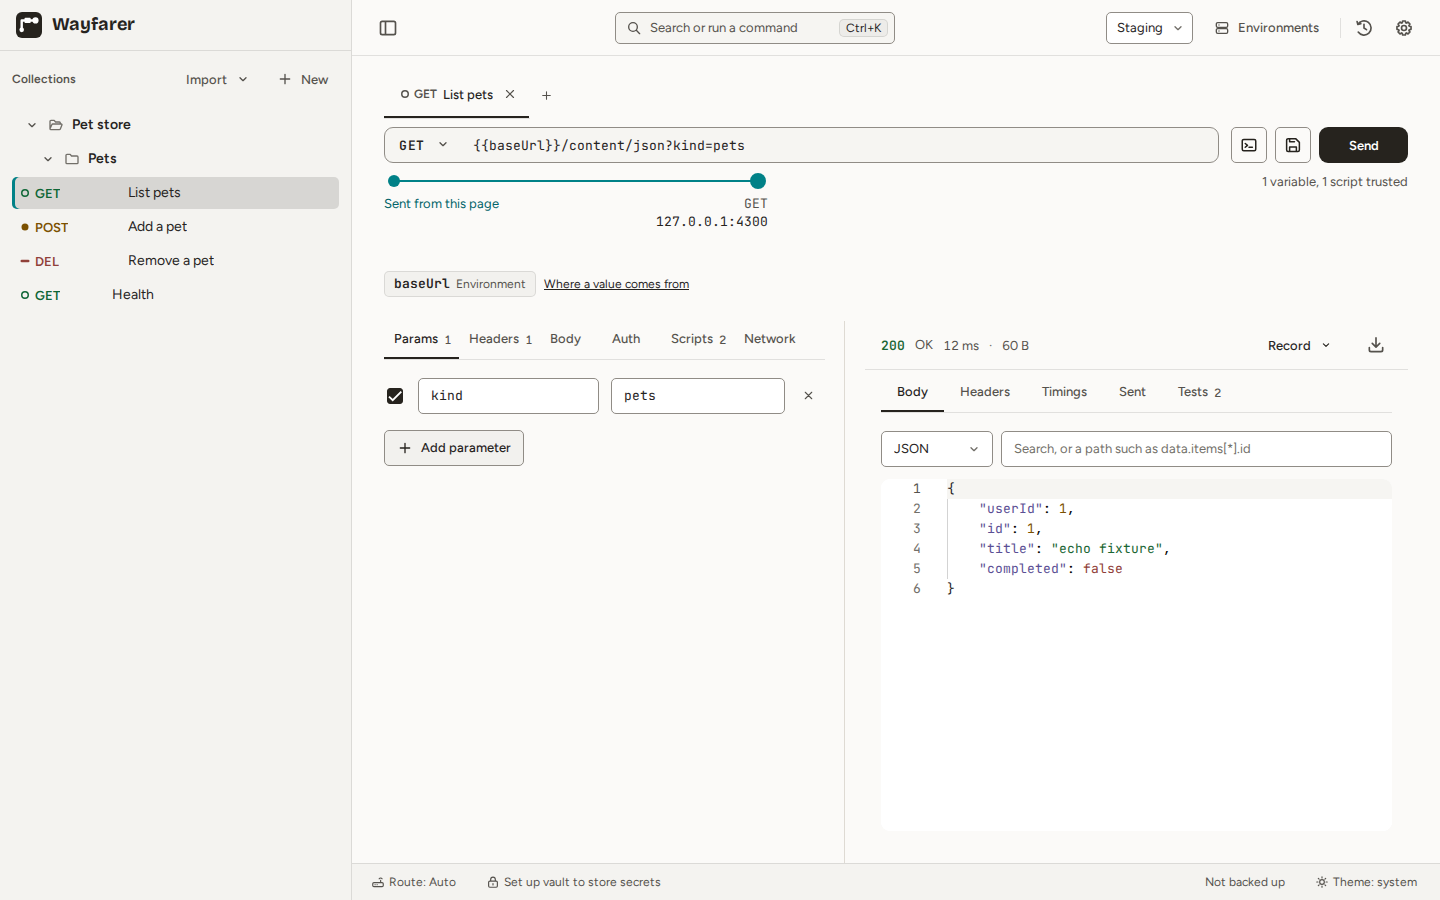 Wayfarer
Search or run a command
Ctrl+K
Staging
Environments
Collections
Import
New
GET List pets
Pet store
Pets
GET List pets
POST Add a pet
DEL Remove a pet
GET Health
GET {{baseUrl}}/content/json?kind=pets
Send
1 variable, 1 script trusted
Sent from this page
GET
127.0.0.1:4300
baseUrl Environment
Where a value comes from
Params 1
Headers 1
Body
Auth
Scripts 2
Network
kind
pets
Add parameter
200 OK 12 ms · 60 B
Record
Body
Headers
Timings
Sent
Tests 2
JSON
Search, or a path such as data.items[*].id
1 {
2 "userId": 1,
3 "id": 1,
4 "title": "echo fixture",
5 "completed": false
6 }
Route: Auto
Set up vault to store secrets
Not backed up
Theme: system